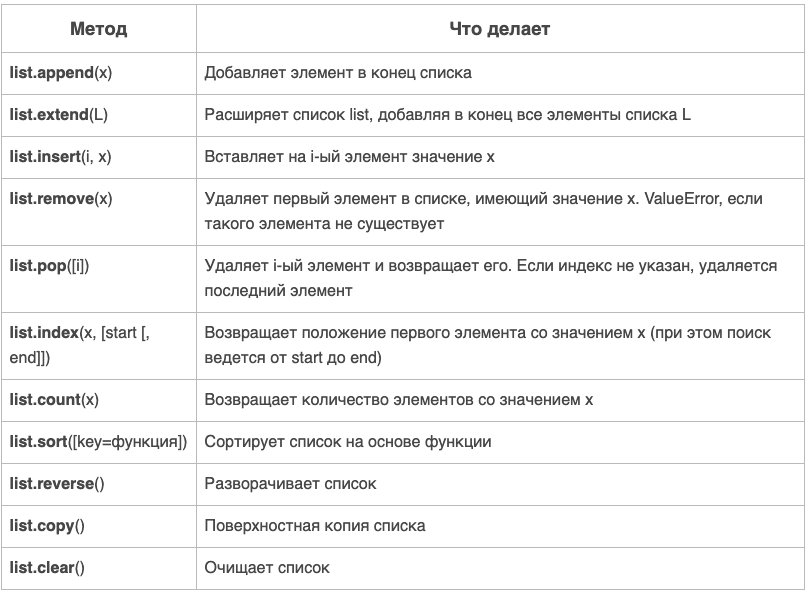 Метод Что делает
list.append(x) Добавляет элемент в конец списка
list.extend(L) Расширяет список list, добавляя в конец все элементы списка L
list.insert(i, x) Вставляет на i-ый элемент значение x
list.remove(x) Удаляет первый элемент в списке, имеющий значение x. ValueError, если
такого элемента не существует
list.pop([i]) Удаляет i-ый элемент и возвращает его. Если индекс не указан, удаляется
последний элемент
list.index(x, [start [, Возвращает положение первого элемента со значением x (при этом поиск
end]]) ведется от start до end)
list.count(x) Возвращает количество элементов со значением x
list.sort([key=функция]) Сортирует список на основе функции
list.reverse() Разворачивает список
list.copy() Поверхностная копия списка
list.clear() Очищает список